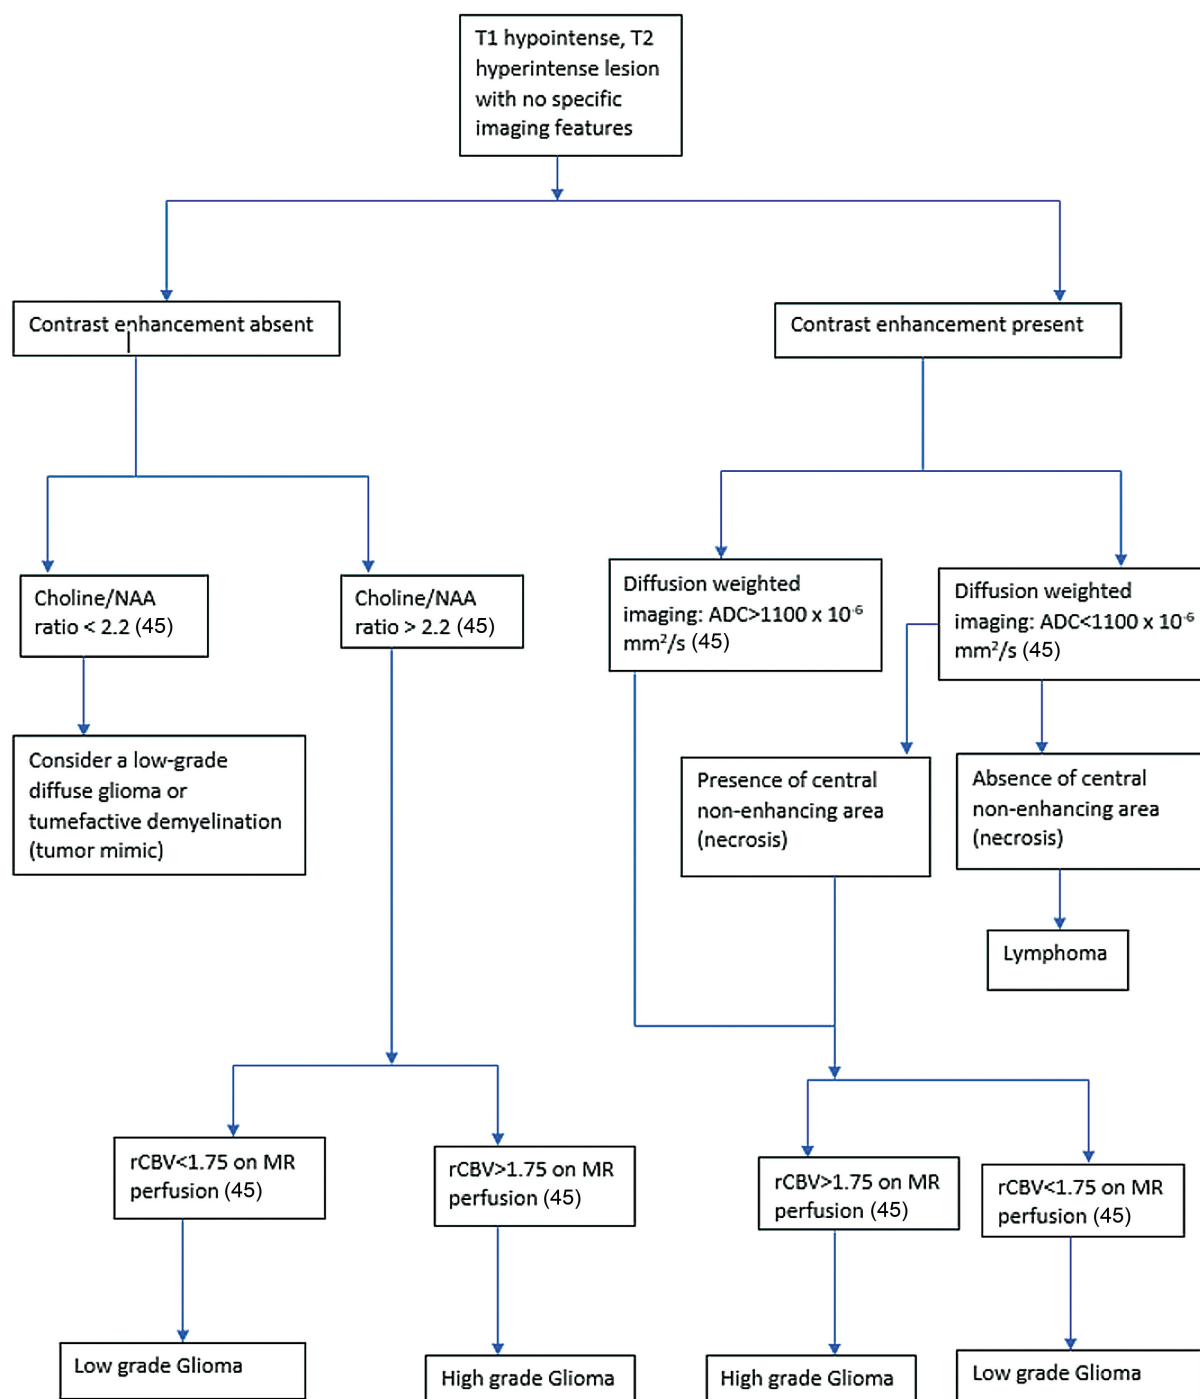 T1 hypointense, T2
hyperintense lesion
with no specific
imaging features
Contrast enhancement absent
Contrast enhancement present
Choline/NAA
ratio < 2.2 (45)
Choline/NAA
ratio > 2.2 (45)
Diffusion weighted
imaging: ADC>1100 x 10⁻⁶
mm²/s (45)
Diffusion weighted
imaging: ADC<1100 x 10⁻⁶
mm²/s (45)
Consider a low-grade
diffuse glioma or
tumefactive demyelination
(tumor mimic)
Presence of central
non-enhancing area
(necrosis)
Absence of central
non-enhancing area
(necrosis)
Lymphoma
rCBV<1.75 on MR
perfusion (45)
rCBV>1.75 on MR
perfusion (45)
rCBV>1.75 on MR
perfusion (45)
rCBV<1.75 on MR
perfusion (45)
Low grade Glioma
High grade Glioma
High grade Glioma
Low grade Glioma